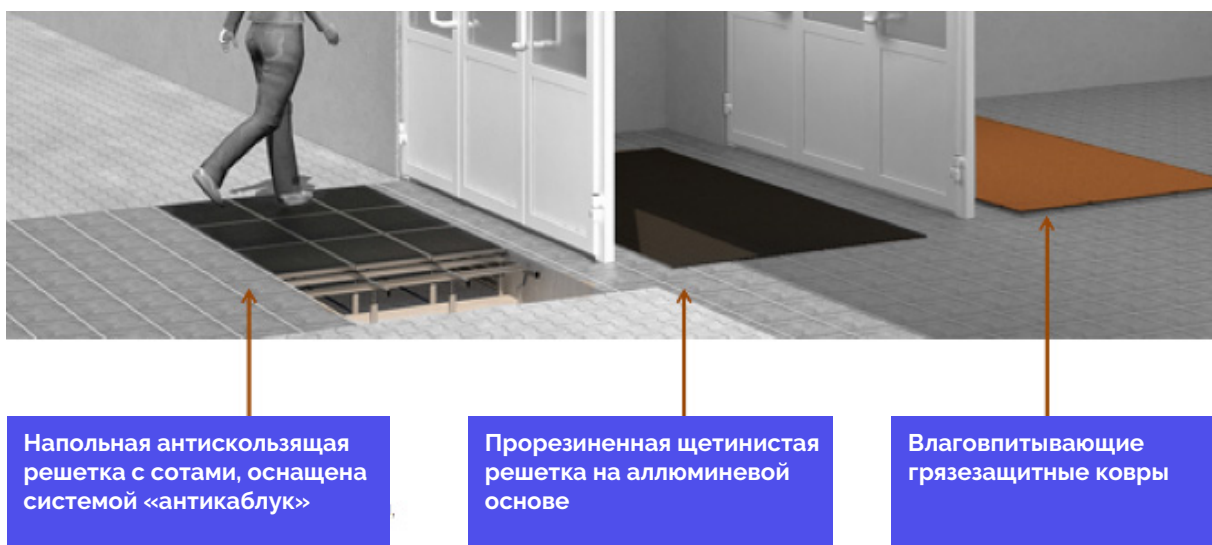 Напольная антискользящая
решетка с сотами, оснащена
системой «антикаблук»
Прорезиненная щетинистая
решетка на аллюминевой
основе
Влаговпитывающие
грязезащитные ковры